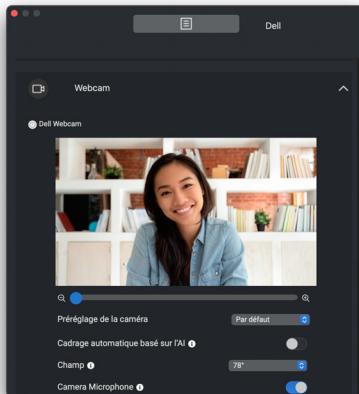 Dell
Webcam
Dell Webcam
Préréglage de la caméra
Par défaut
Cadrage automatique basé sur l'AI
Champ
78°
Camera Microphone